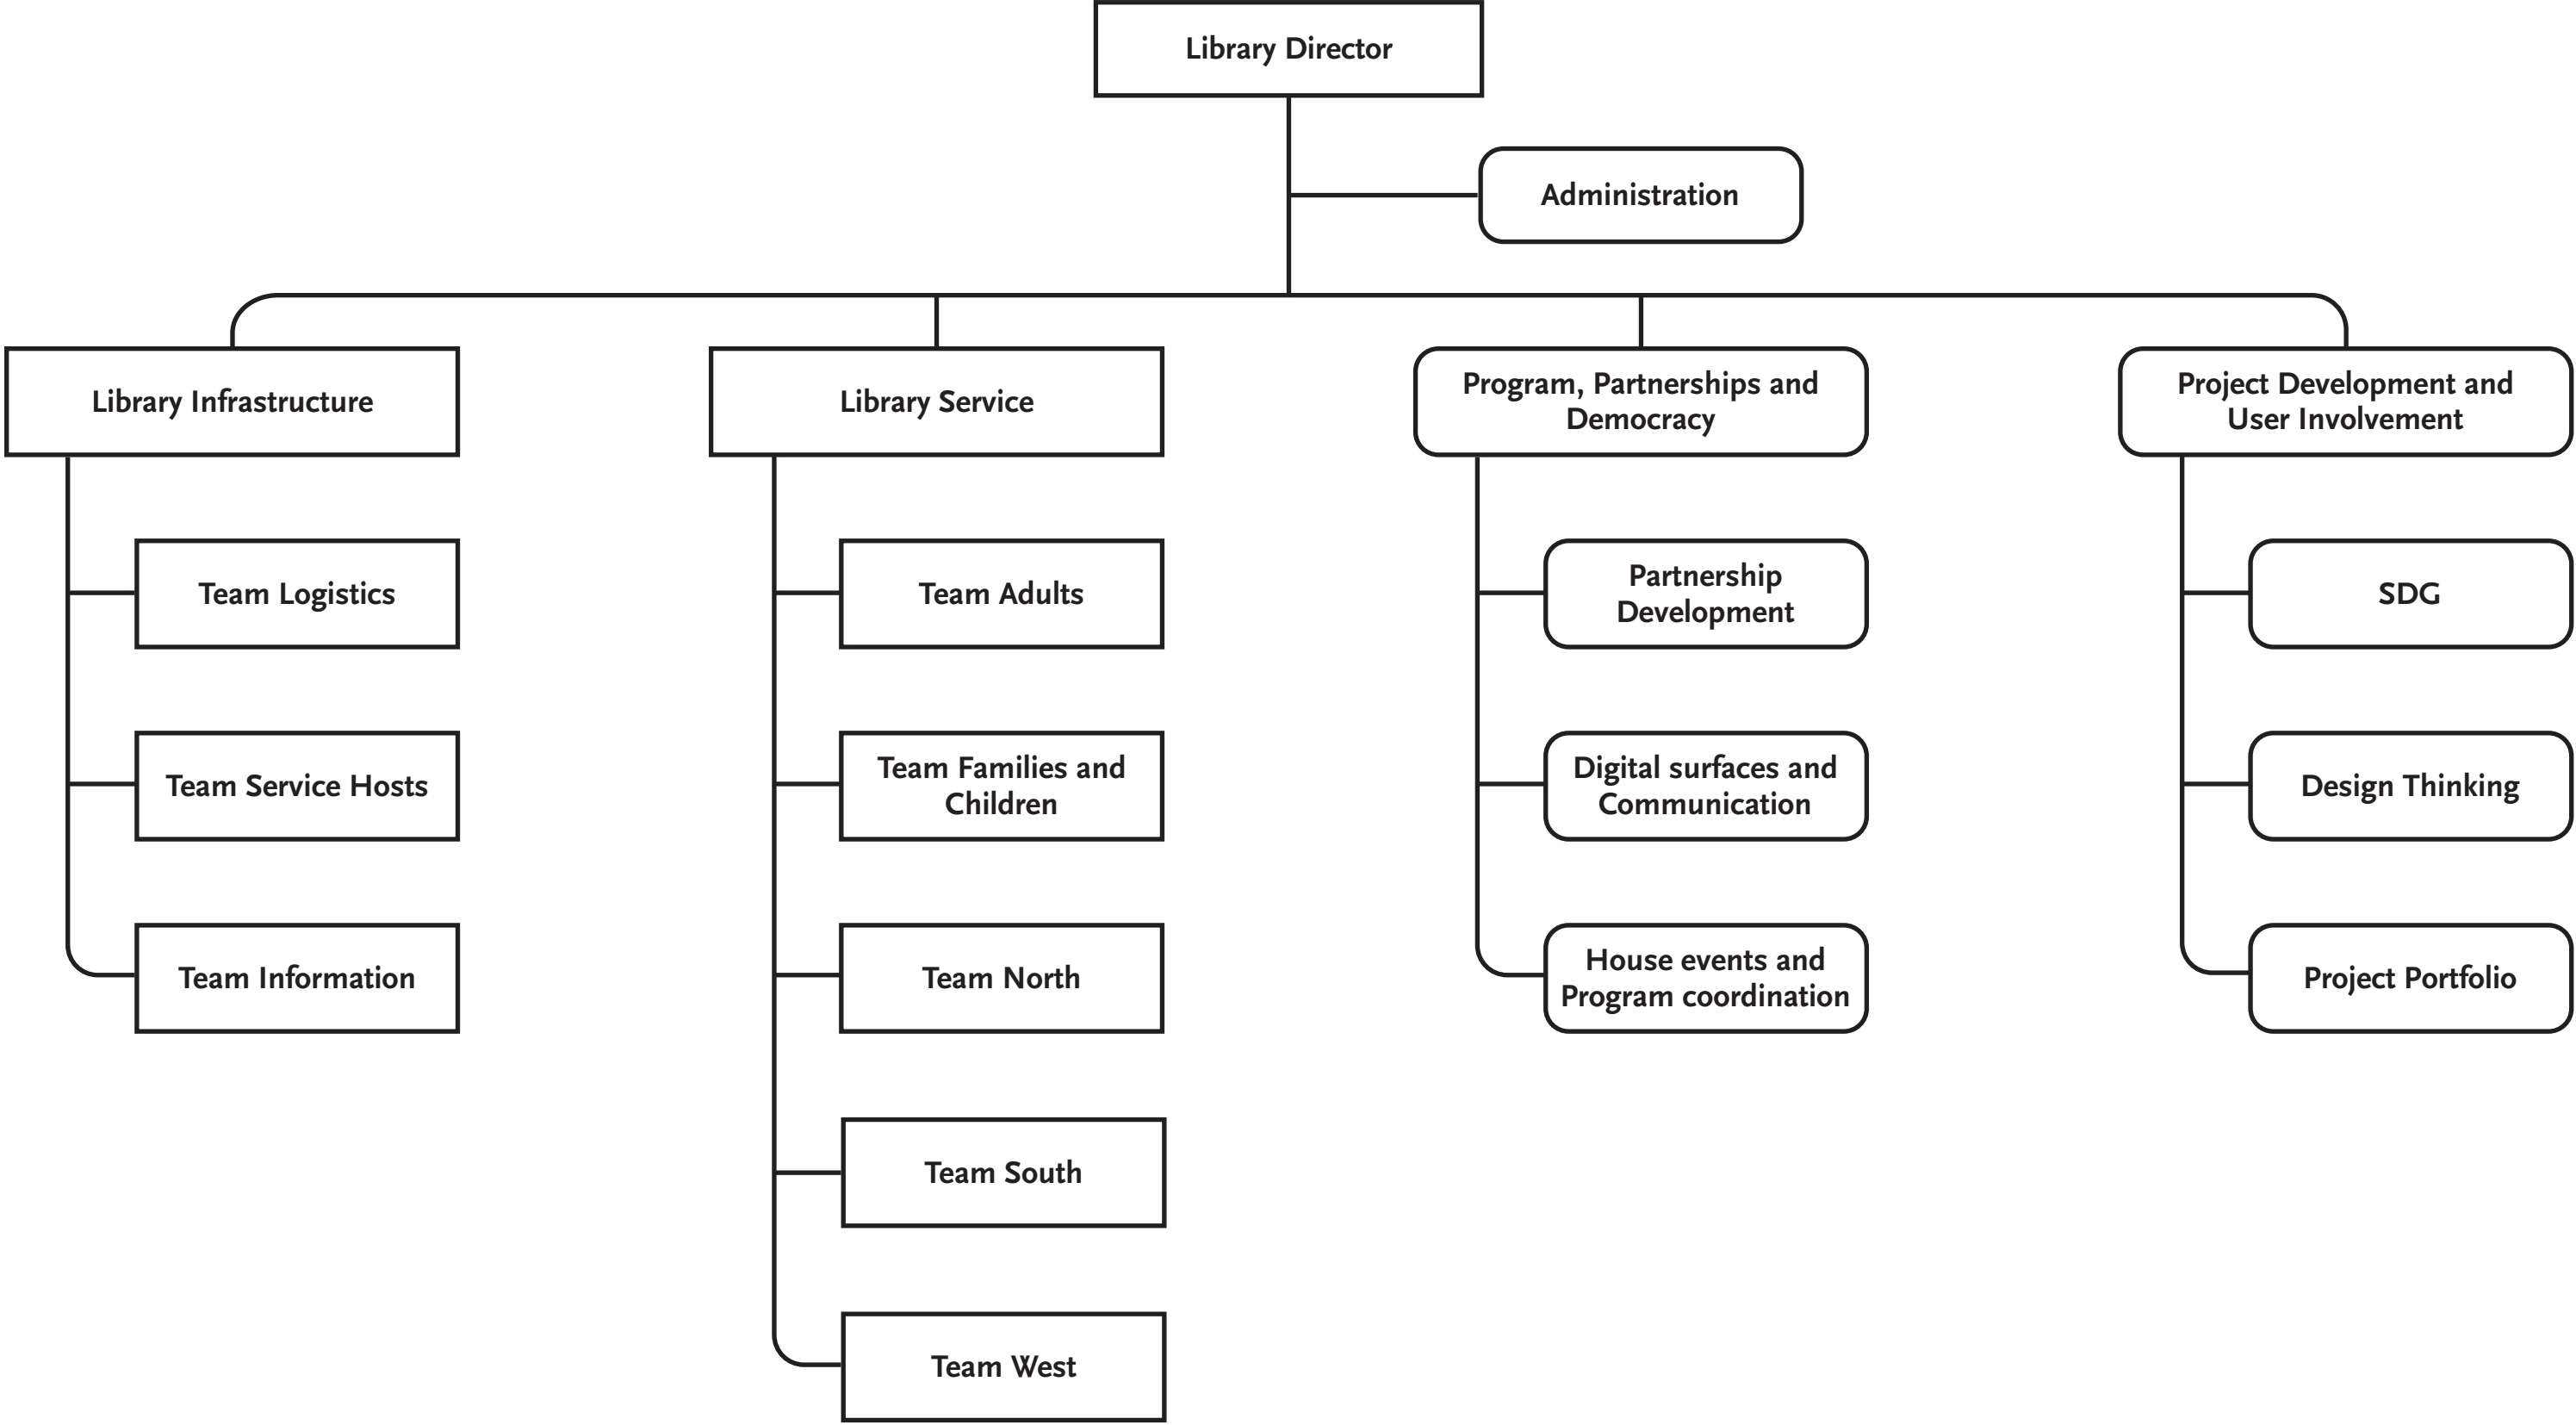 Library Director
Administration
Library Infrastructure
Team Logistics
Team Service Hosts
Team Information
Library Service
Team Adults
Team Families and
Children
Team North
Team South
Team West
Program, Partnerships and
Democracy
Partnership
Development
Digital surfaces and
Communication
House events and
Program coordination
Project Development and
User Involvement
SDG
Design Thinking
Project Portfolio